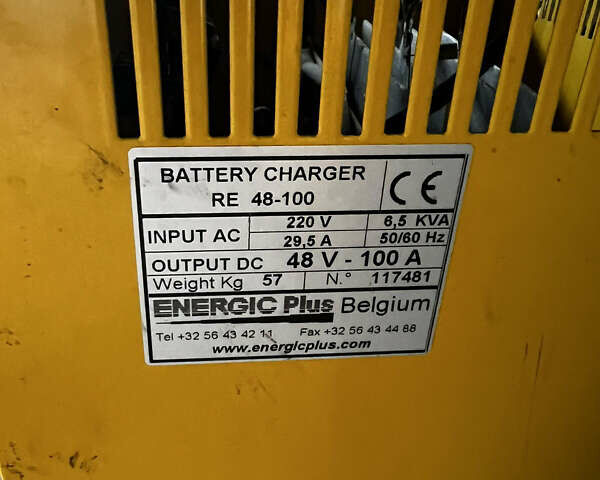 BATTERY CHARGER
RE 48-100
CE
INPUT AC 220 V 6,5 KVA
29,5 A 50/60 Hz
OUTPUT DC 48 V - 100 A
Weight Kg 57 N.° 117481
ENERGIC Plus Belgium
Tel +32 56 43 42 11 Fax +32 56 43 44 88
www.energicplus.com